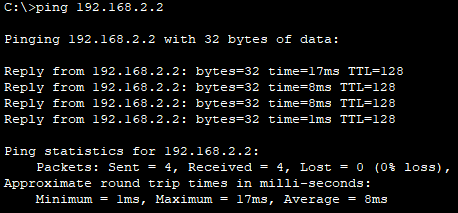 C:\>ping 192.168.2.2
Pinging 192.168.2.2 with 32 bytes of data:
Reply from 192.168.2.2: bytes=32 time=17ms TTL=128
Reply from 192.168.2.2: bytes=32 time=8ms TTL=128
Reply from 192.168.2.2: bytes=32 time=8ms TTL=128
Reply from 192.168.2.2: bytes=32 time=1ms TTL=128
Ping statistics for 192.168.2.2:
    Packets: Sent = 4, Received = 4, Lost = 0 (0% loss),
Approximate round trip times in milli-seconds:
    Minimum = 1ms, Maximum = 17ms, Average = 8ms